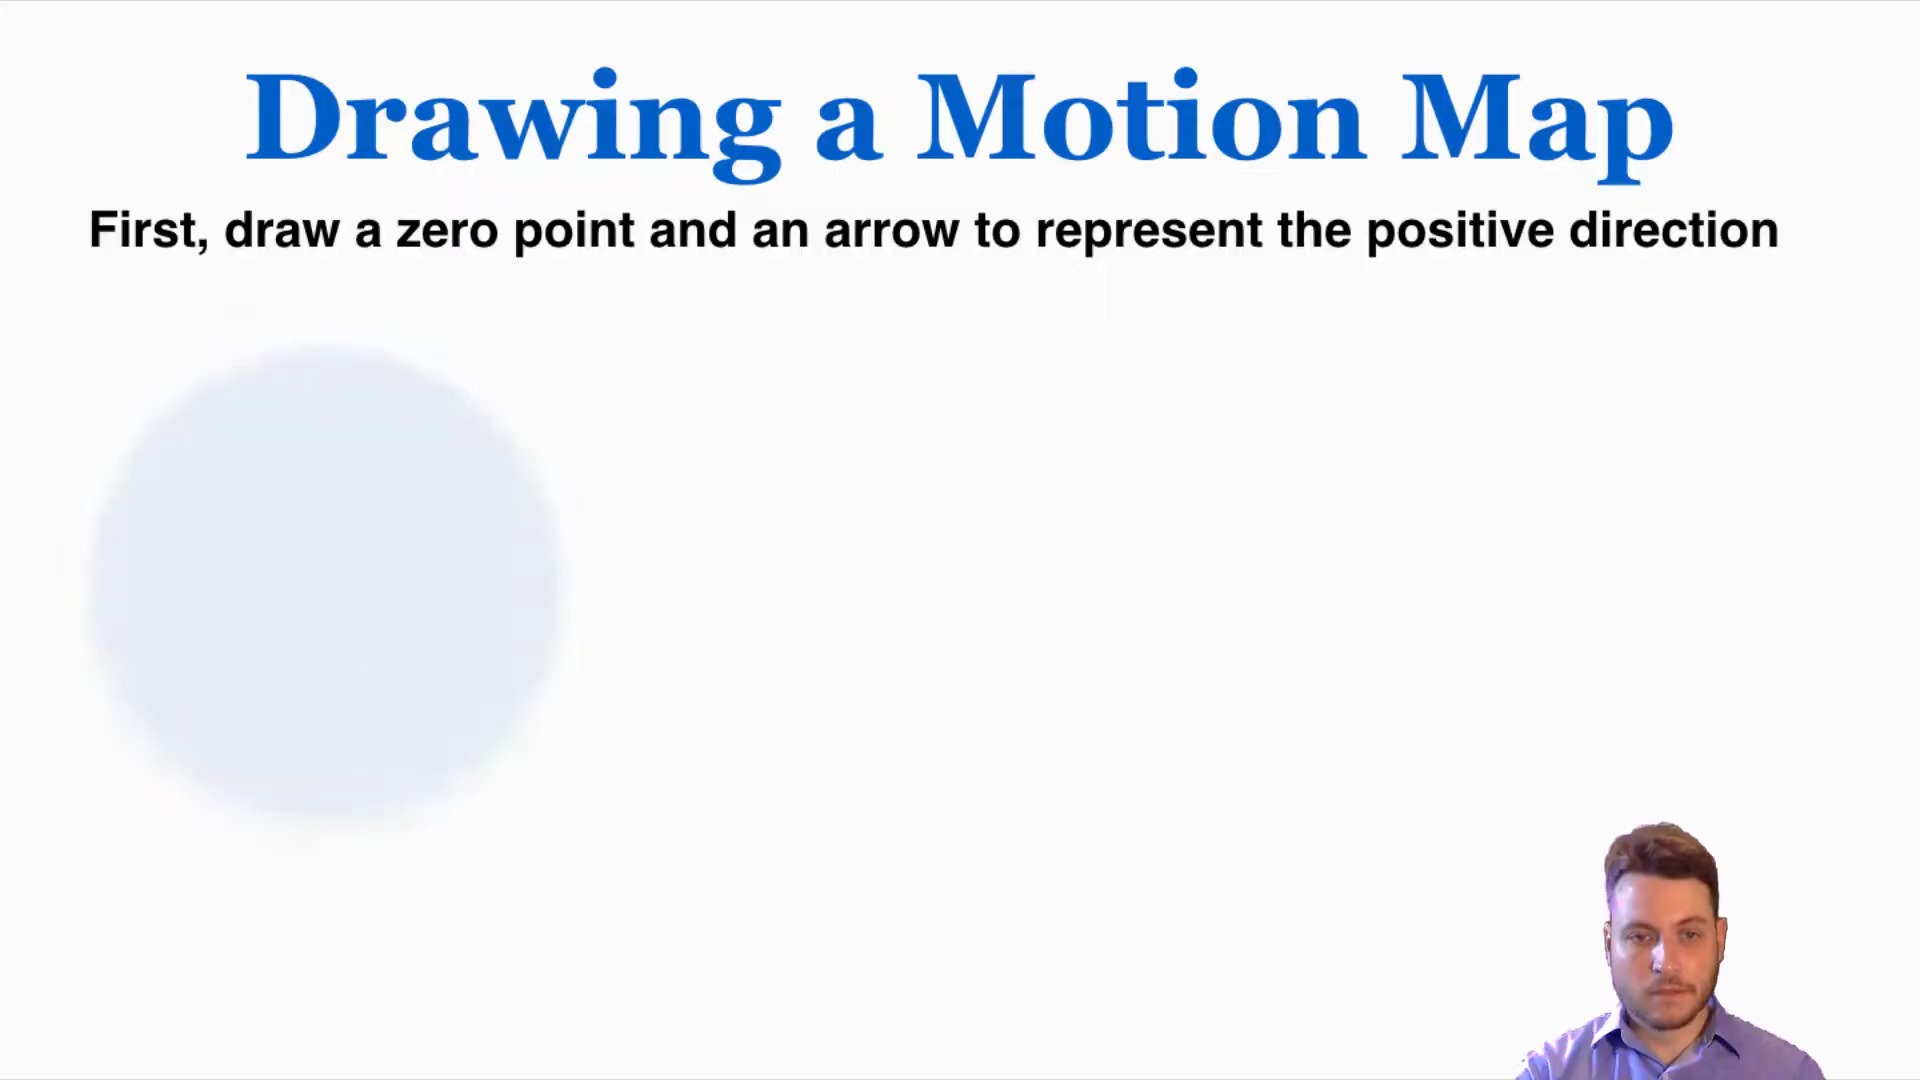 Drawing a Motion Map
First, draw a zero point and an arrow to represent the positive direction